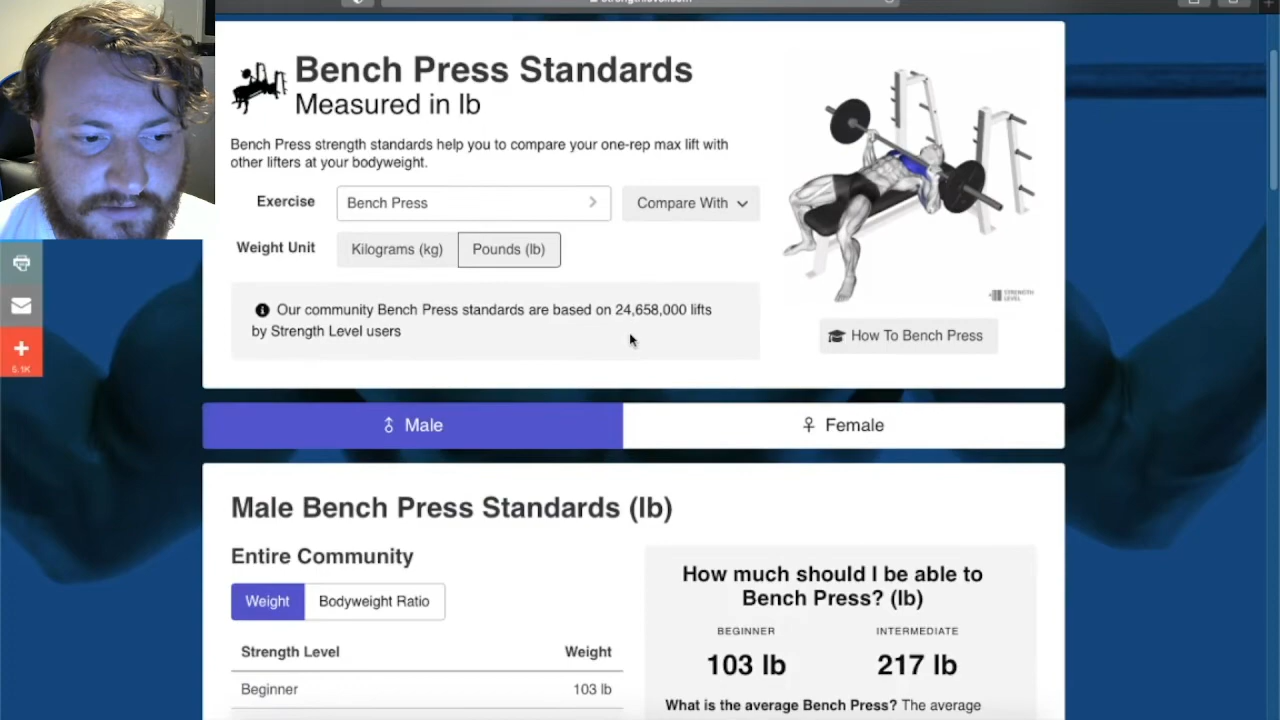 Bench Press Standards
Measured in lb
Bench Press strength standards help you to compare your one-rep max lift with
other lifters at your bodyweight.
Exercise
Bench Press
Compare With
Weight Unit
Kilograms (kg)
Pounds (lb)
Our community Bench Press standards are based on 24,658,000 lifts
by Strength Level users
STRENGTH
LEVEL
How To Bench Press
6.1K
Male
Female
Male Bench Press Standards (lb)
Entire Community
Weight
Bodyweight Ratio
Strength Level
Weight
Beginner
103 lb
How much should I be able to
Bench Press? (lb)
BEGINNER
INTERMEDIATE
103 lb
217 lb
What is the average Bench Press? The average